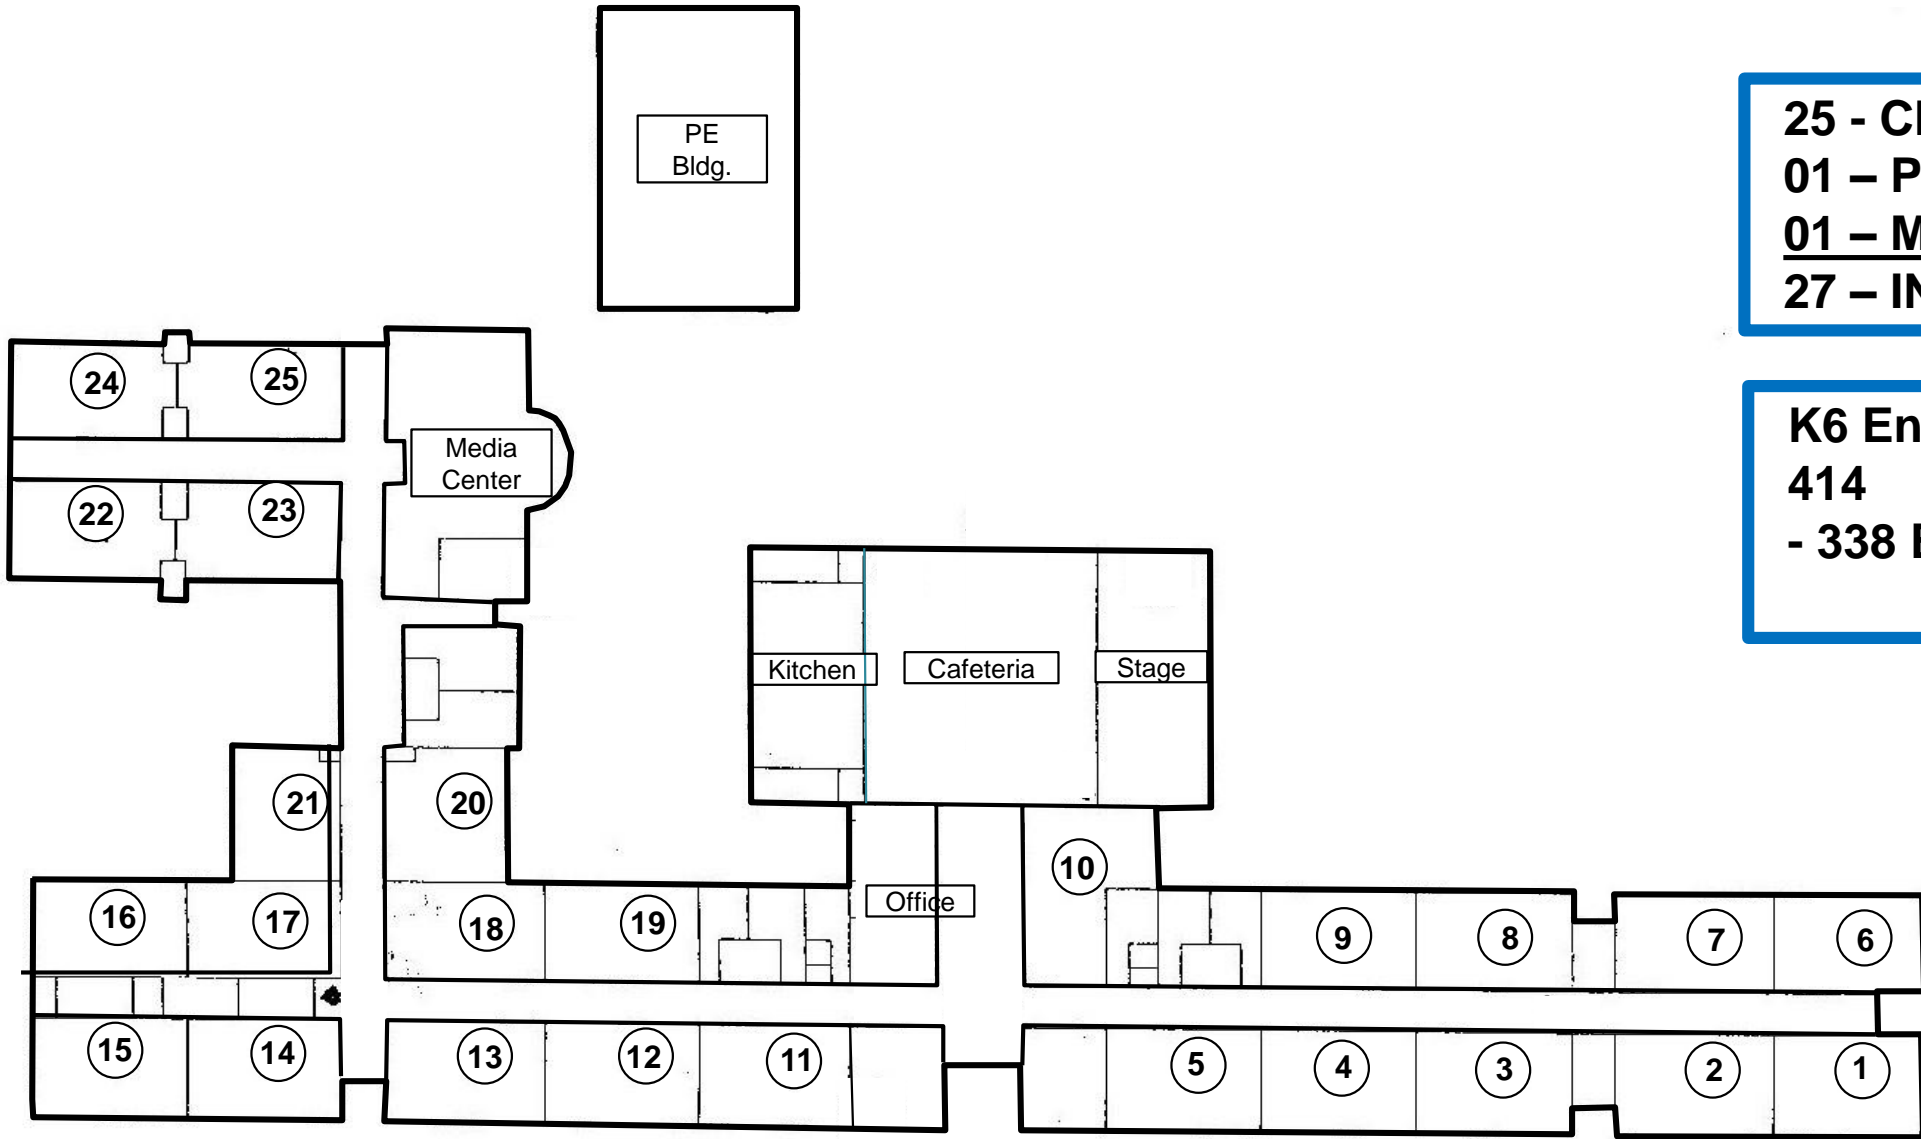 PE
Bldg.
25 - Cl
01 – P
01 – M
27 – IN
24
25
Media
Center
K6 En
414
- 338 E
22
23
Kitchen
Cafeteria
Stage
21
20
10
16
17
18
19
Office
9
8
7
6
15
14
13
12
11
5
4
3
2
1